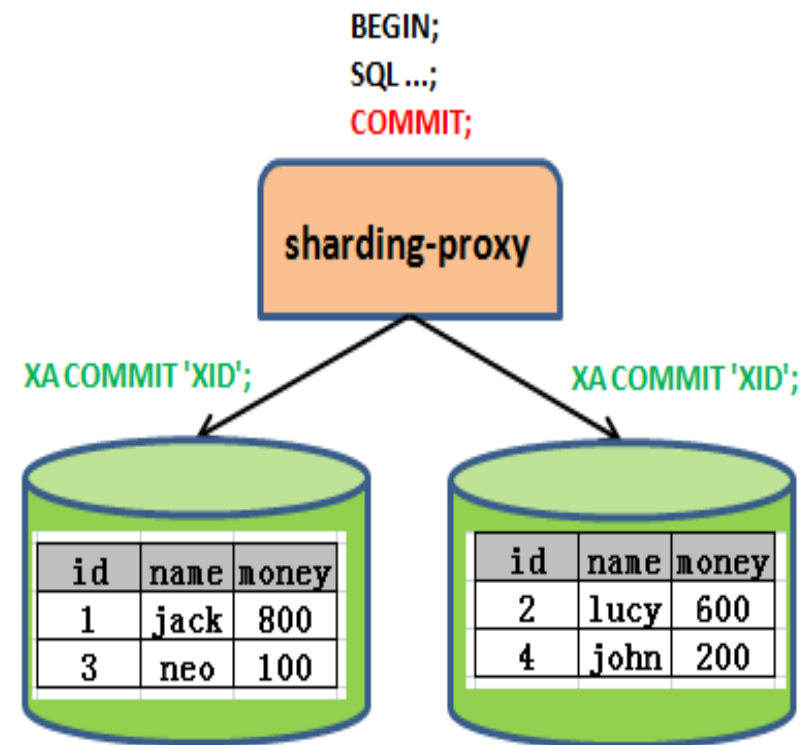 BEGIN;
SQL ...;
COMMIT;
sharding-proxy
XA COMMIT 'XID';
XA COMMIT 'XID';
id name money
1 jack 800
3 neo 100
id name money
2 lucy 600
4 john 200